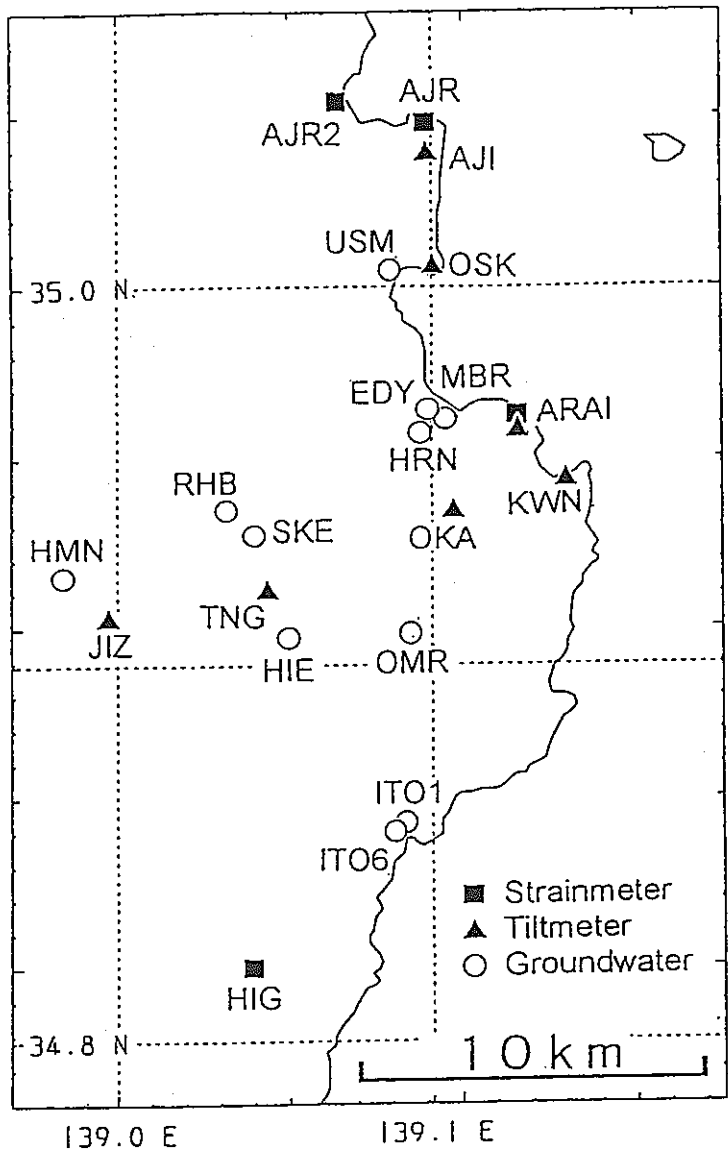 AJR
AJR2
AJI
USM
OSK
35.0 N
MBR
EDY
ARAI
HRN
RHB
KWN
SKE
OKA
HMN
TNG
JIZ
HIE
OMR
ITO1
ITO6
Strainmeter
Tiltmeter
Groundwater
HIG
34.8 N
10km
139.0 E
139.1 E